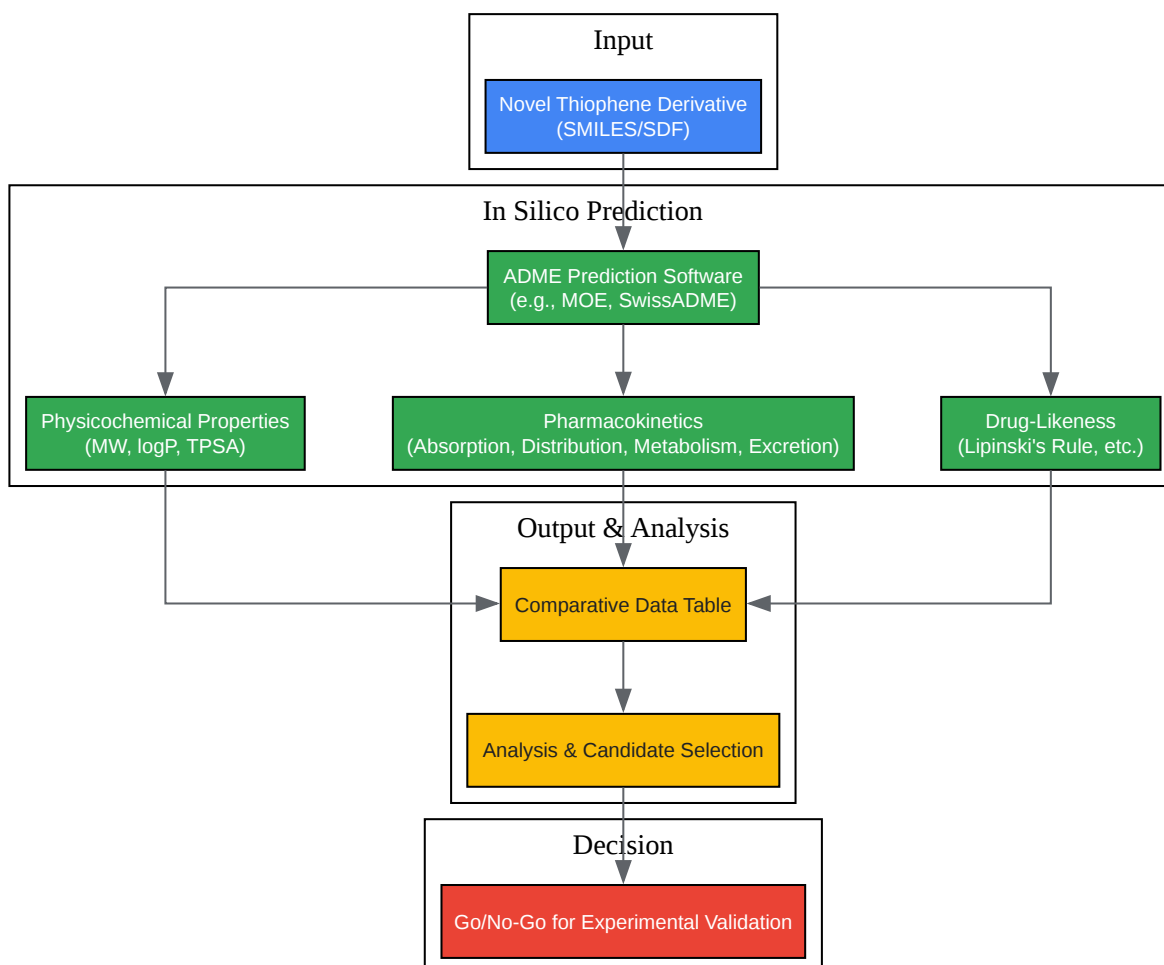 Input
Novel Thiophene Derivative
(SMILES/SDF)
In Silico Prediction
ADME Prediction Software
(e.g., MOE, SwissADME)
Physicochemical Properties
(MW, logP, TPSA)
Pharmacokinetics
(Absorption, Distribution, Metabolism, Excretion)
Drug-Likeness
(Lipinski's Rule, etc.)
Output & Analysis
Comparative Data Table
Analysis & Candidate Selection
Decision
Go/No-Go for Experimental Validation